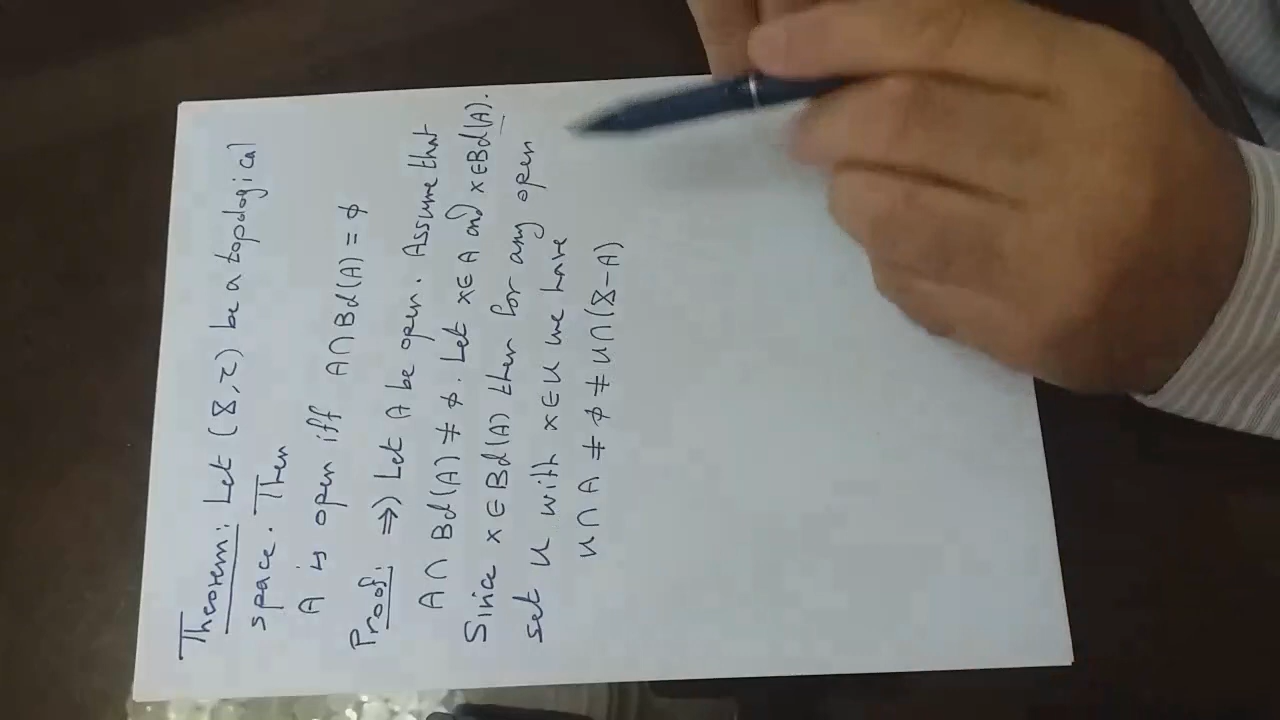 Theorem: Let (X, τ) be a topological
space. Then
A is open iff A ∩ Bd(A) = ϕ
Proof: ⇒) Let A be open. Assume that
A ∩ Bd(A) ≠ ϕ. Let x ∈ A and x ∈ Bd(A).
Since x ∈ Bd(A) then for any open
set U with x ∈ U we have
U ∩ A ≠ ϕ ≠ U ∩ (X – A)